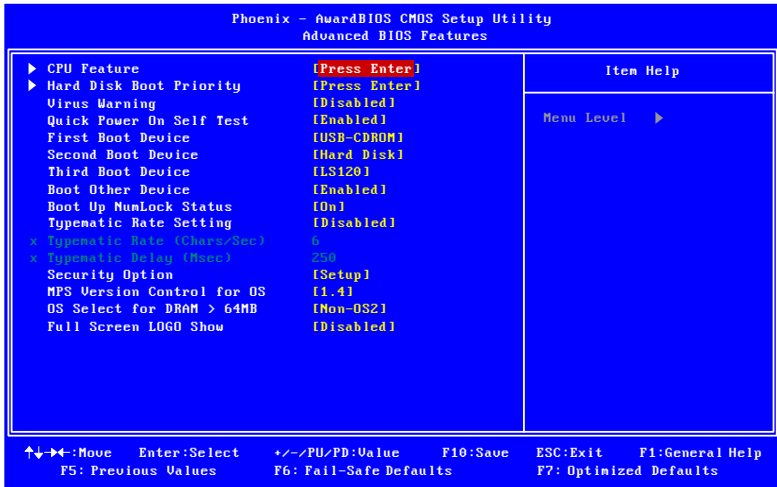 Phoenix - AwardBIOS CMOS Setup Utility
Advanced BIOS Features
CPU Feature [Press Enter]
Hard Disk Boot Priority [Press Enter]
Virus Warning [Disabled]
Quick Power On Self Test [Enabled]
First Boot Device [USB-CDROM]
Second Boot Device [Hard Disk]
Third Boot Device [LS120]
Boot Other Device [Enabled]
Boot Up NumLock Status [On]
Typematic Rate Setting [Disabled]
x Typematic Rate (Chars/Sec) 6
x Typematic Delay (Msec) 250
Security Option [Setup]
MPS Version Control for OS [1.4]
OS Select for DRAM > 64MB [Non-OS2]
Full Screen LOGO Show [Disabled]
Item Help
Menu Level
↑↓→←:Move Enter:Select +/-/PU/PD:Value F10:Save ESC:Exit F1:General Help
F5: Previous Values F6: Fail-Safe Defaults F7: Optimized Defaults